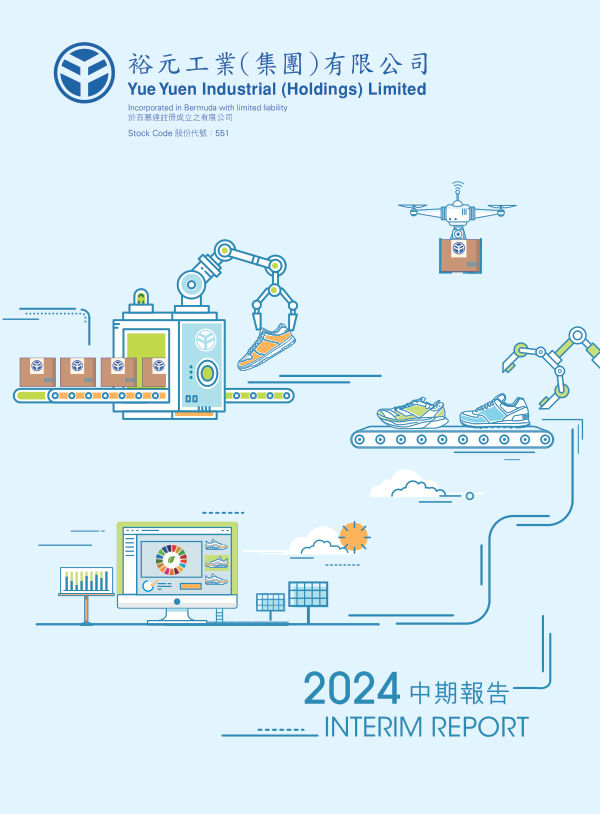 裕元工業(集團)有限公司
Yue Yuen Industrial (Holdings) Limited
Incorporated in Bermuda with limited liability
於百慕達註冊成立之有限公司
Stock Code 股份代號：551
2024 中期報告
INTERIM REPORT